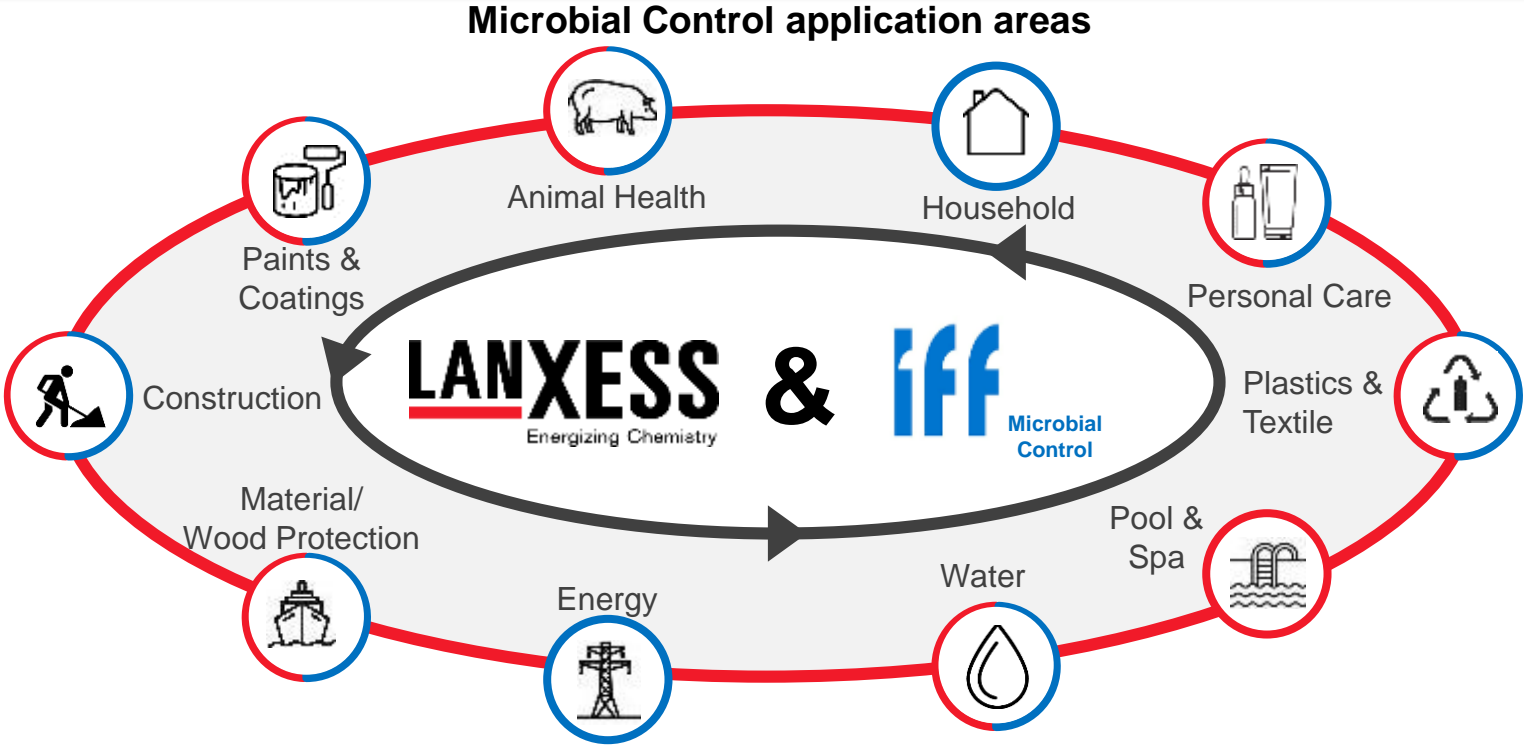 Microbial Control application areas
Animal Health
Household
Paints &
Coatings
Personal Care
Construction
LANXESS
Energizing Chemistry
&
iff
Microbial
Control
Plastics &
Textile
Material/
Wood Protection
Pool &
Spa
Energy
Water